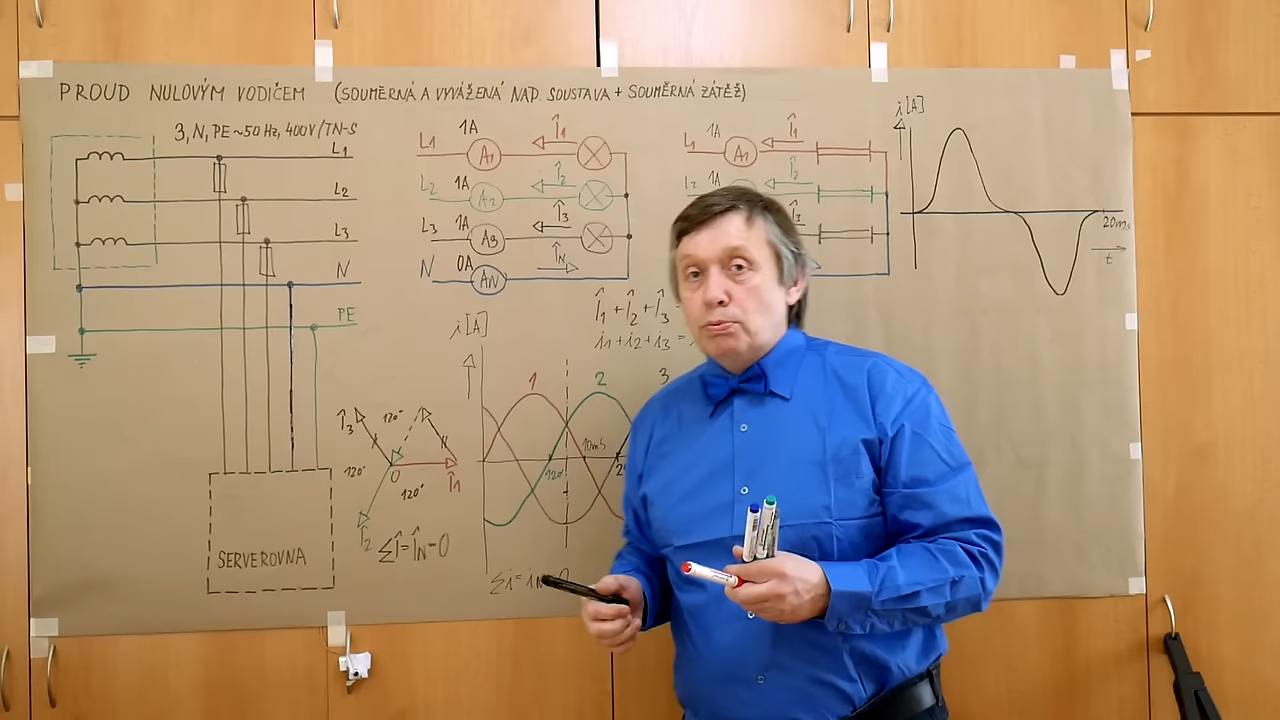 PROUD NULOVÝM VODIČEM (SOUMĚRNÁ A VYVÁŽENÁ NAP. SOUSTAVA + SOUMĚRNÁ ZÁTĚŽ)
3, N, PE ~ 50 Hz, 400 V / TN-S
L1
L2
L3
N
PE
SERVEROVNA
L1 1A A1 Î1
L2 1A A2 Î2
L3 1A A3 Î3
N 0A AN ÎN
L1 1A A1 Î1
L2 1A Î2
Î3
i [A]
20ms
t
Î1 + Î2 + Î3
i1 + i2 + i3 =
i [A]
1 2 3
10ms
120°
Î3 120°
120° 0 Î1
120°
Î2
∑Î = ÎN = 0
∑i = iN = 0